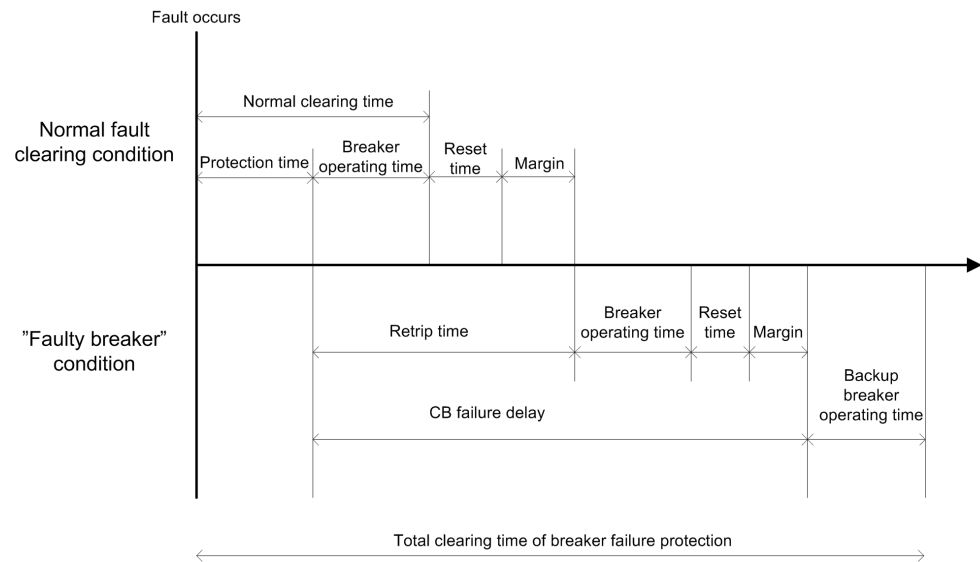 Fault occurs
Normal clearing time
Normal fault
clearing condition
Protection time
Breaker
operating time
Reset
time
Margin
”Faulty breaker”
condition
Retrip time
Breaker
operating time
Reset
time
Margin
Backup
breaker
operating time
CB failure delay
Total clearing time of breaker failure protection